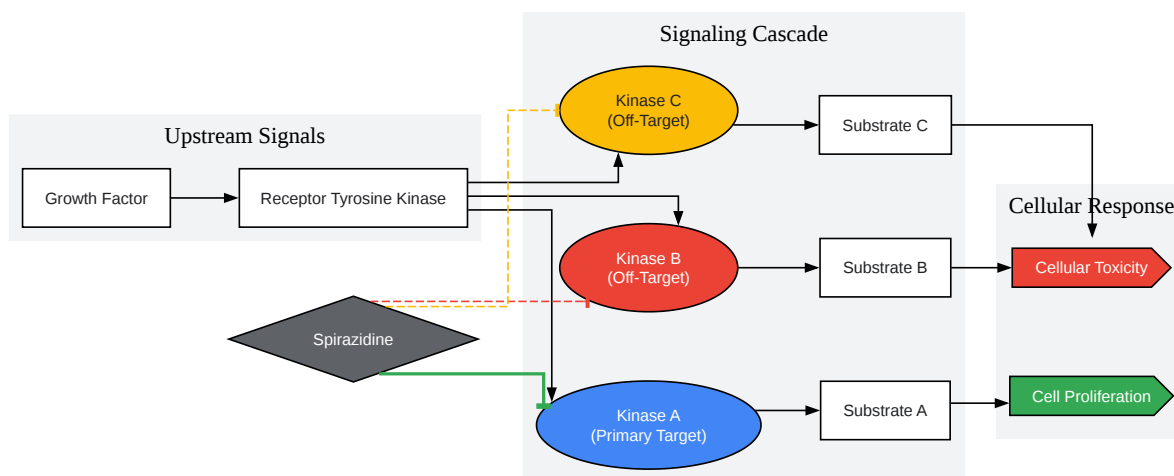 Signaling Cascade
Kinase C
(Off-Target)
Substrate C
Upstream Signals
Growth Factor
Receptor Tyrosine Kinase
Cellular Response
Kinase B
(Off-Target)
Substrate B
Cellular Toxicity
Spirazidine
Kinase A
(Primary Target)
Substrate A
Cell Proliferation